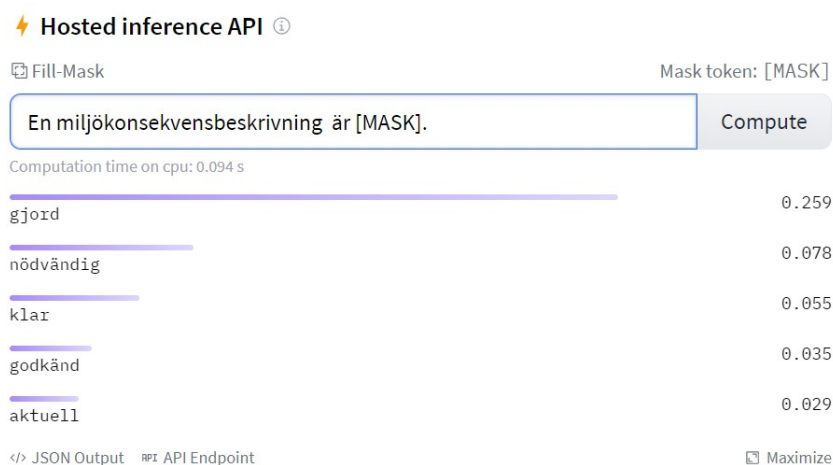 Hosted inference API
Fill-Mask Mask token: [MASK]
En miljökonsekvensbeskrivning  är [MASK].
Compute
Computation time on cpu: 0.094 s
gjord 0.259
nödvändig 0.078
klar 0.055
godkänd 0.035
aktuell 0.029
</> JSON Output API API Endpoint Maximize